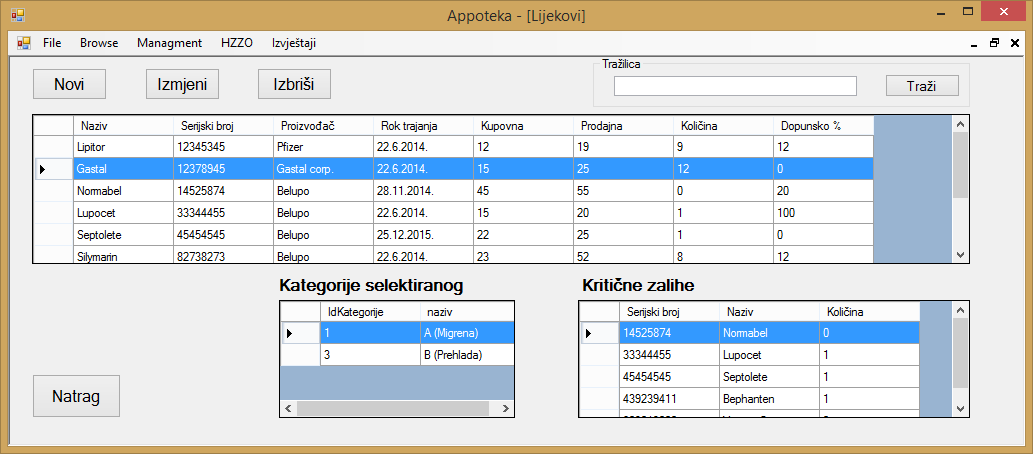 Appoteka - [Lijekovi]
File Browse Managment HZZO Izvještaji
Novi Izmjeni Izbriši
Tražilica
Traži
Naziv Serijski broj Proizvođač Rok trajanja Kupovna Prodajna Količina Dopunsko %
Lipitor 12345345 Pfizer 22.6.2014. 12 19 9 12
Gastal 12378945 Gastal corp. 22.6.2014. 15 25 12 0
Normabel 14525874 Belupo 28.11.2014. 45 55 0 20
Lupocet 33344455 Belupo 22.6.2014. 15 20 1 100
Septolete 45454545 Belupo 25.12.2015. 22 25 1 0
Silymarin 82738273 Belupo 22.6.2014. 23 52 8 12
Kategorije selektiranog
IdKategorije naziv
1 A (Migrena)
3 B (Prehlada)
Kritične zalihe
Serijski broj Naziv Količina
14525874 Normabel 0
33344455 Lupocet 1
45454545 Septolete 1
439239411 Bephanten 1
Natrag